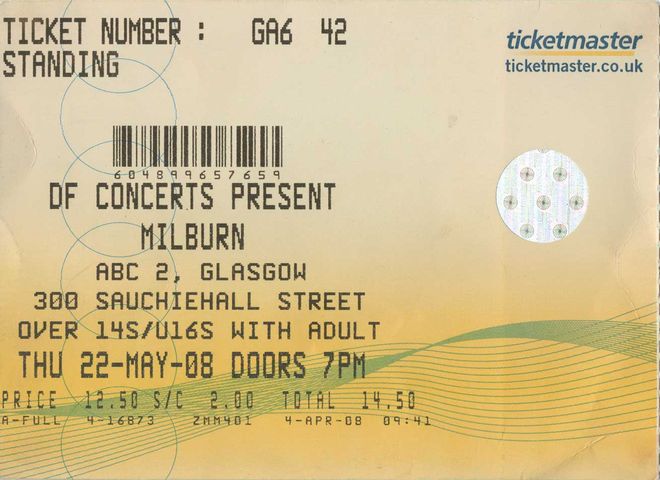 TICKET NUMBER : GA6 42
STANDING
ticketmaster
ticketmaster.co.uk
604899657659
DF CONCERTS PRESENT
MILBURN
ABC 2, GLASGOW
300 SAUCHIEHALL STREET
OVER 14S/U16S WITH ADULT
THU 22-MAY-08 DOORS 7PM
PRICE 12.50 S/C 2.00 TOTAL 14.50
A-FULL 4-16873 ZMM401 4-APR-08 09:41